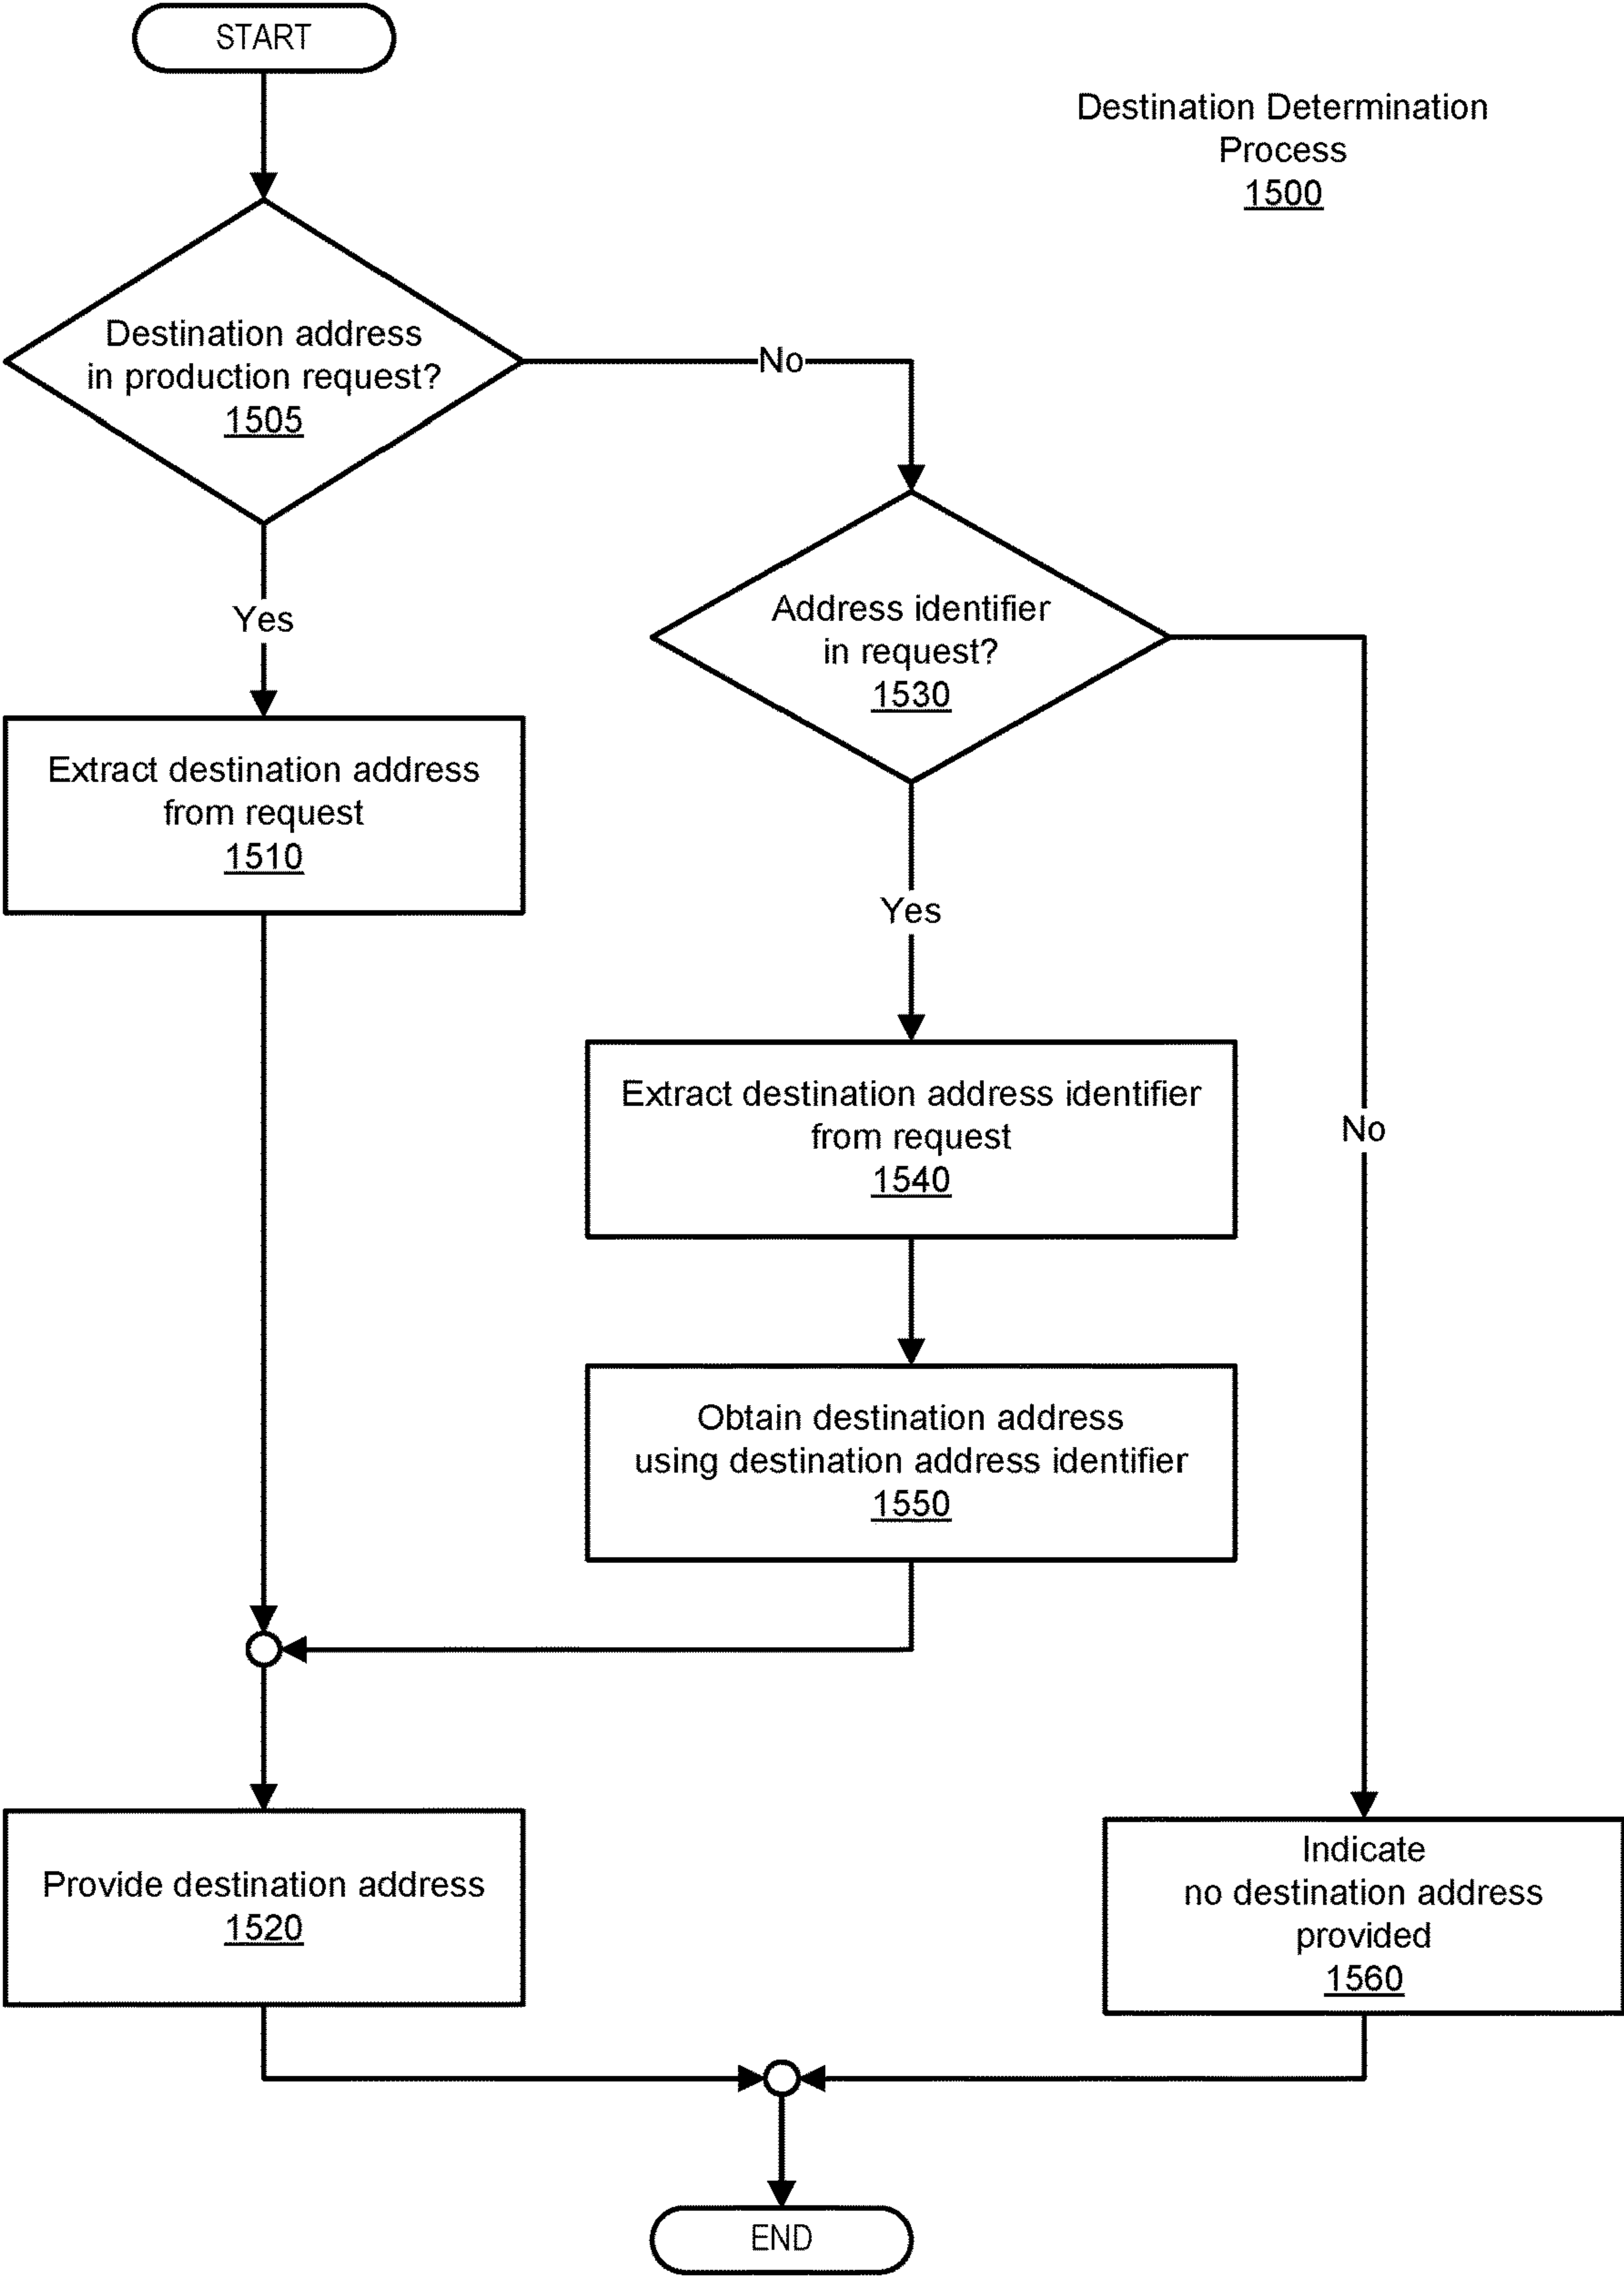 START
Destination Determination
Process
1500
Destination address
in production request?
1505
No
Yes
Address identifier
in request?
1530
Extract destination address
from request
1510
Yes
Extract destination address identifier
from request
1540
No
Obtain destination address
using destination address identifier
1550
Provide destination address
1520
Indicate
no destination address
provided
1560
END